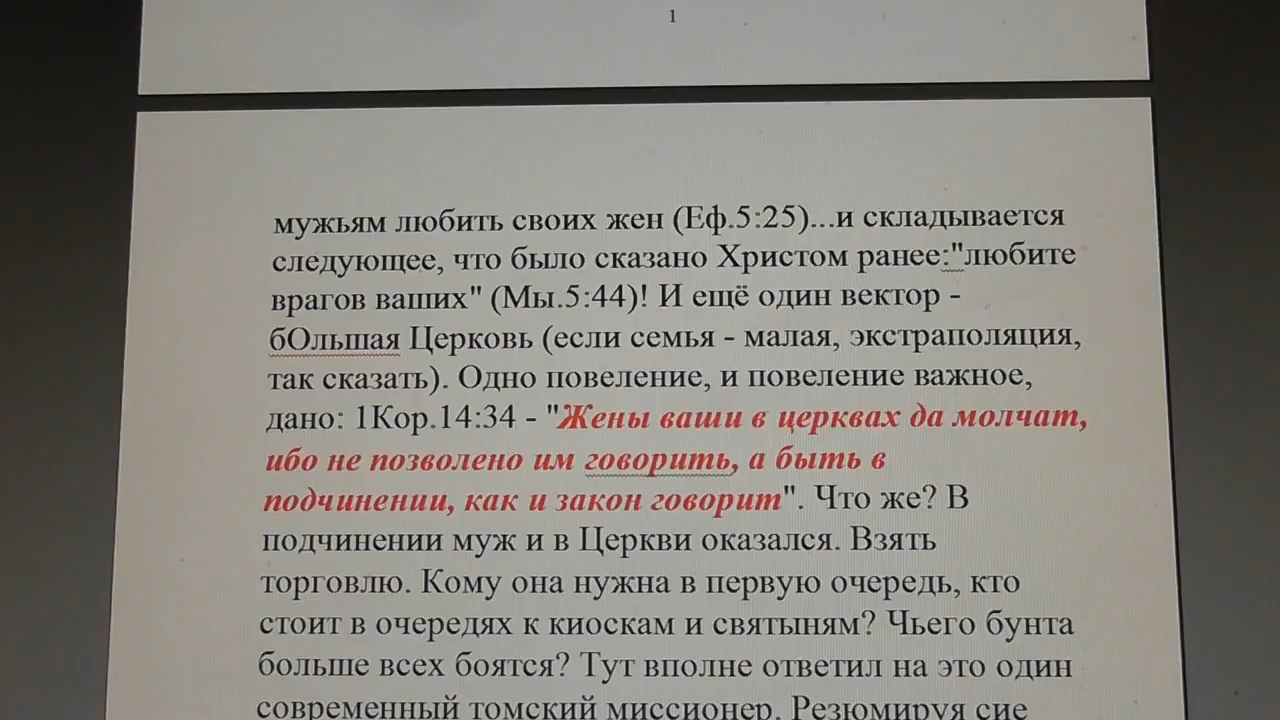 1
мужьям любить своих жен (Еф.5:25)...и складывается
следующее, что было сказано Христом ранее:"любите
врагов ваших" (Мы.5:44)! И ещё один вектор -
бОльшая Церковь (если семья - малая, экстраполяция,
так сказать). Одно повеление, и повеление важное,
дано: 1Кор.14:34 - "Жены ваши в церквах да молчат,
ибо не позволено им говорить, а быть в
подчинении, как и закон говорит". Что же? В
подчинении муж и в Церкви оказался. Взять
торговлю. Кому она нужна в первую очередь, кто
стоит в очередях к киоскам и святыням? Чьего бунта
больше всех боятся? Тут вполне ответил на это один
современный томский миссионер. Резюмируя сие